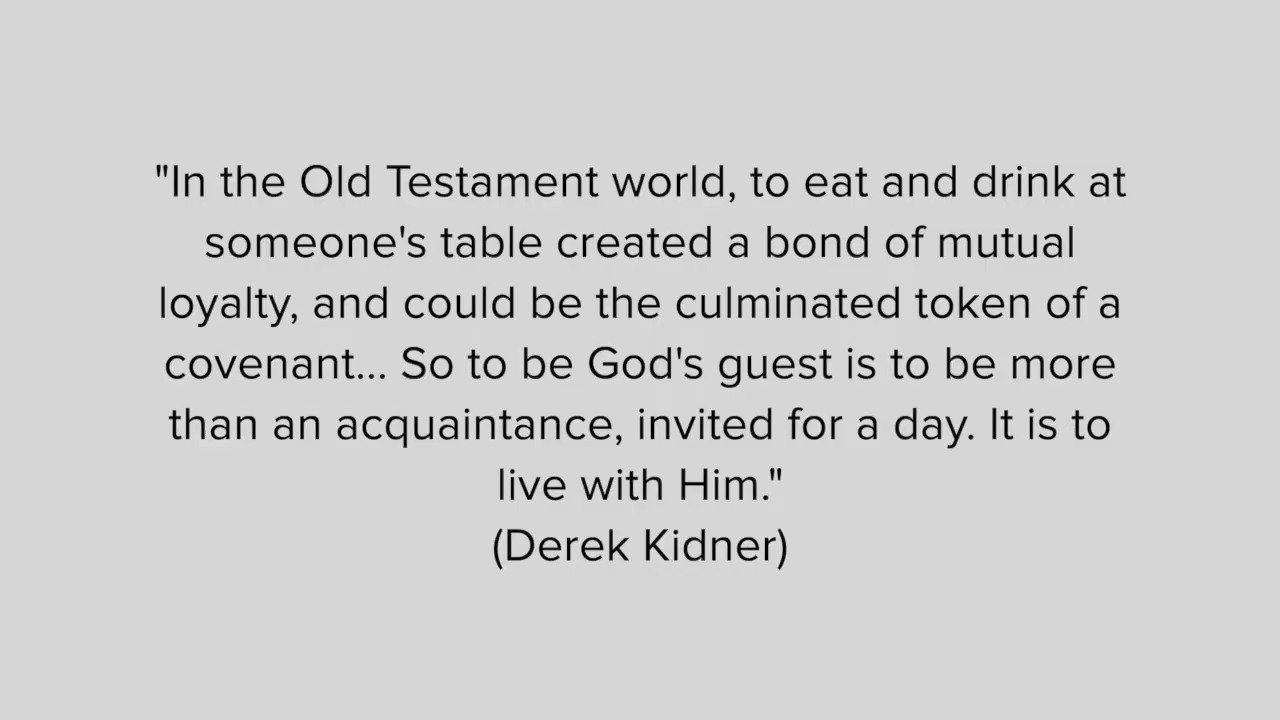 "In the Old Testament world, to eat and drink at
someone's table created a bond of mutual
loyalty, and could be the culminated token of a
covenant... So to be God's guest is to be more
than an acquaintance, invited for a day. It is to
live with Him."
(Derek Kidner)